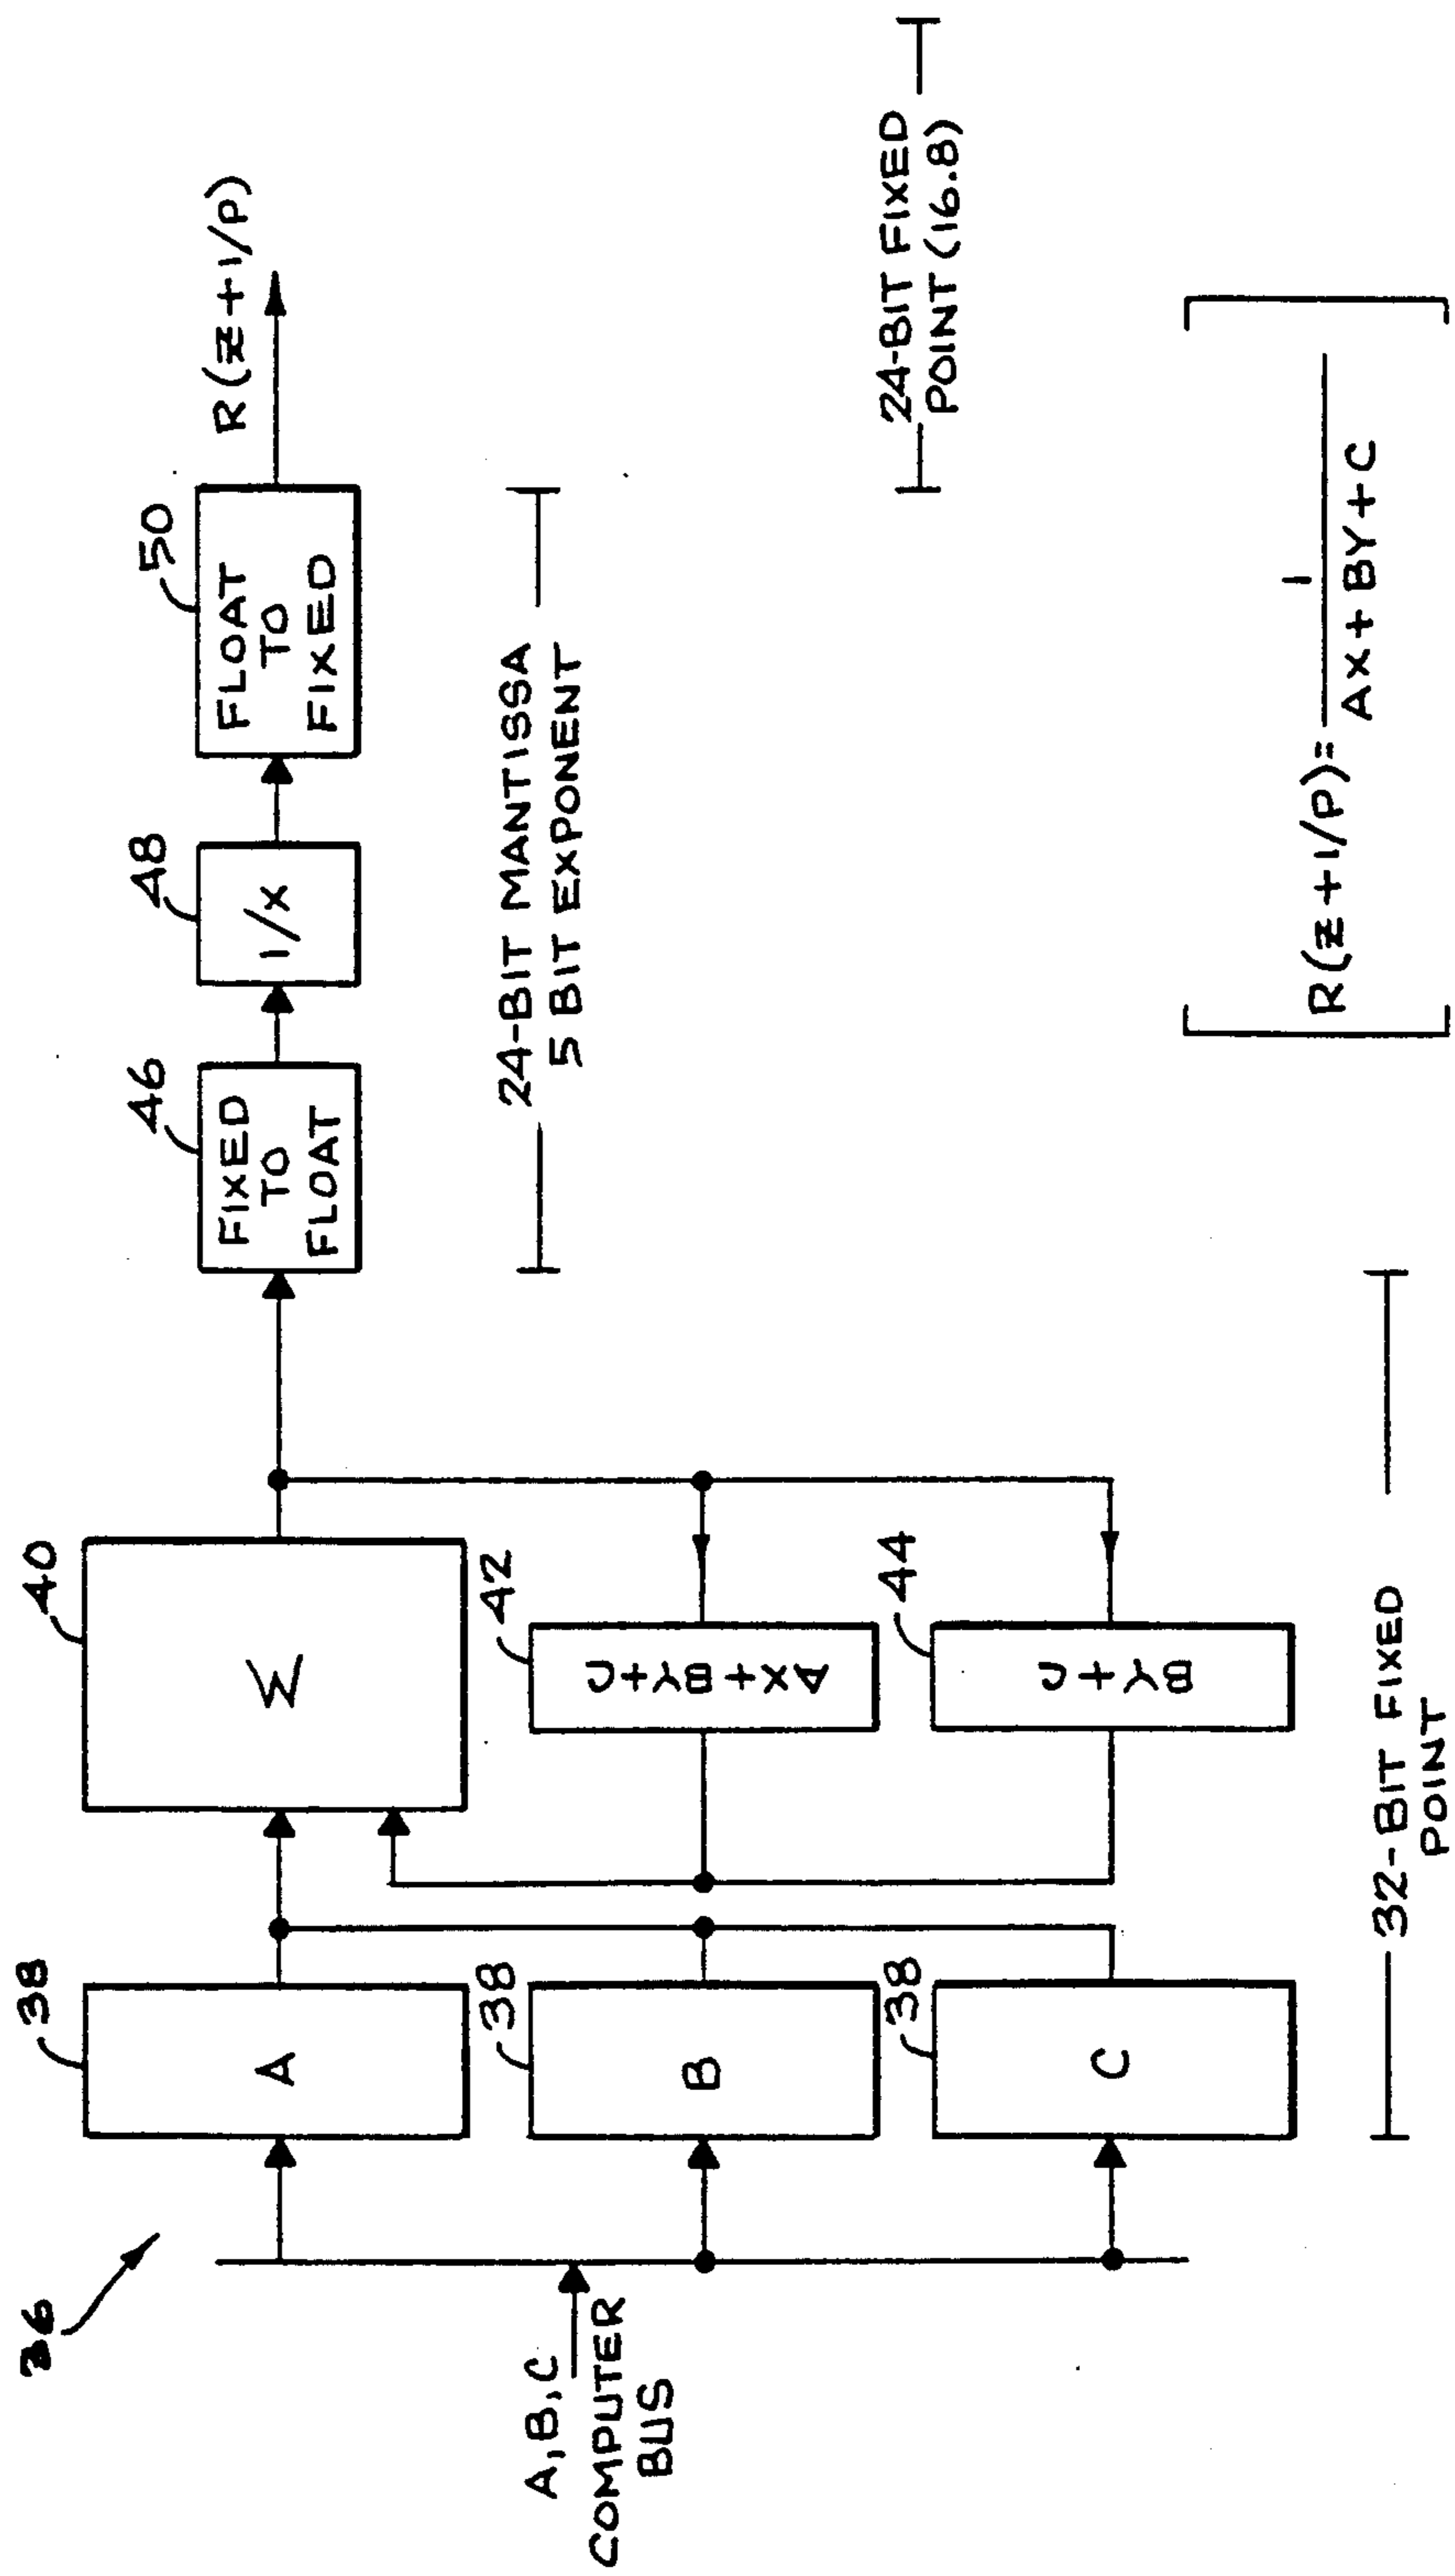 36
A, B, C
COMPUTER
BUS
38
A
38
B
38
C
40
W
42
AX+BY+C
44
BY+C
46
FIXED
TO
FLOAT
48
1/X
50
FLOAT
TO
FIXED
R(Z+1/P)
24-BIT MANTISSA
5 BIT EXPONENT
24-BIT FIXED
POINT (16.8)
32-BIT FIXED
POINT
R(Z+1/P)= 1
AX+BY+C